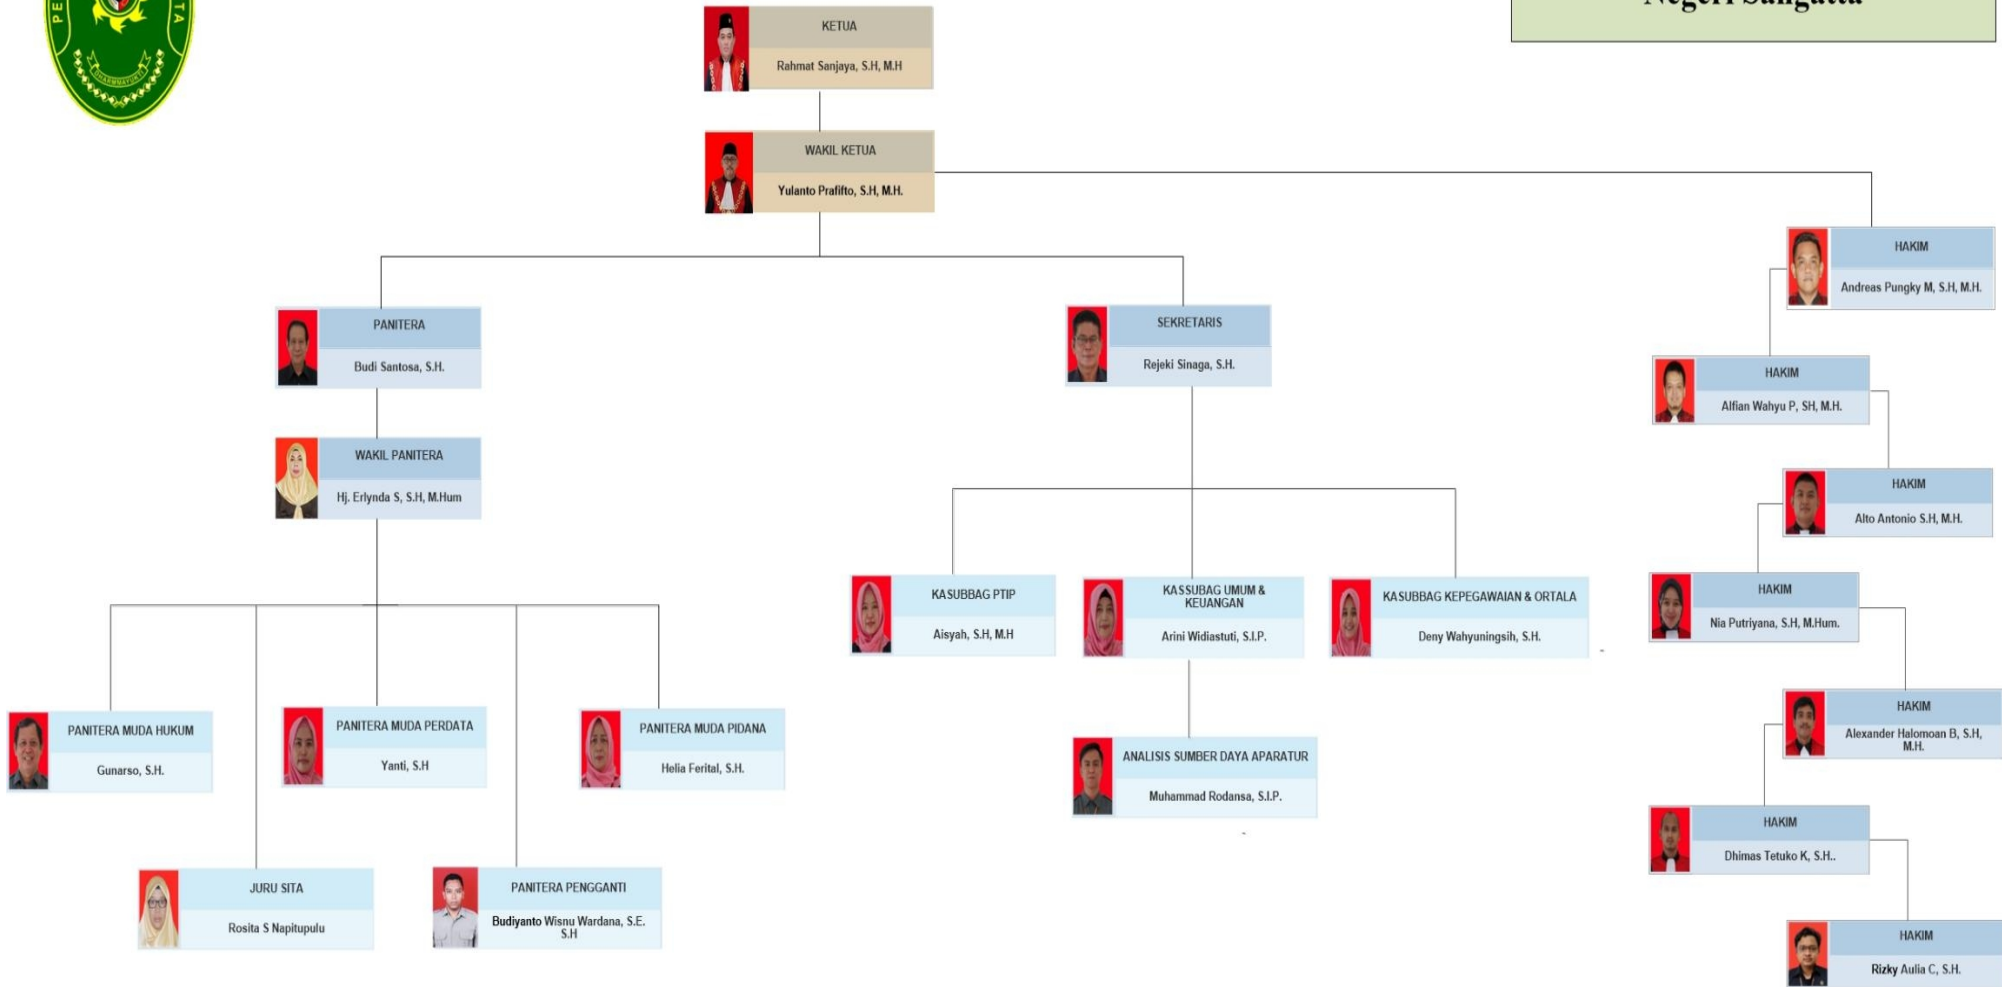 PE
TA
DHARMMAYUKTI
Negeri Sangatta
KETUA
Rahmat Sanjaya, S.H, M.H
WAKIL KETUA
Yulanto Prafifto, S.H, M.H.
HAKIM
Andreas Pungky M, S.H, M.H.
PANITERA
Budi Santosa, S.H.
SEKRETARIS
Rejeki Sinaga, S.H.
HAKIM
Alfian Wahyu P, SH, M.H.
WAKIL PANITERA
Hj. Erlynda S, S.H, M.Hum
HAKIM
Alto Antonio S.H, M.H.
KASUBBAG PTIP
Aisyah, S.H, M.H
KASSUBAG UMUM &
KEUANGAN
Arini Widiastuti, S.I.P.
KASUBBAG KEPEGAWAIAN & ORTALA
Deny Wahyuningsih, S.H.
HAKIM
Nia Putriyana, S.H, M.Hum.
PANITERA MUDA HUKUM
Gunarso, S.H.
PANITERA MUDA PERDATA
Yanti, S.H
PANITERA MUDA PIDANA
Helia Ferital, S.H.
ANALISIS SUMBER DAYA APARATUR
Muhammad Rodansa, S.I.P.
HAKIM
Alexander Halomoan B, S.H,
M.H.
HAKIM
Dhimas Tetuko K, S.H..
JURU SITA
Rosita S Napitupulu
PANITERA PENGGANTI
Budiyanto Wisnu Wardana, S.E.
S.H
HAKIM
Rizky Aulia C, S.H.